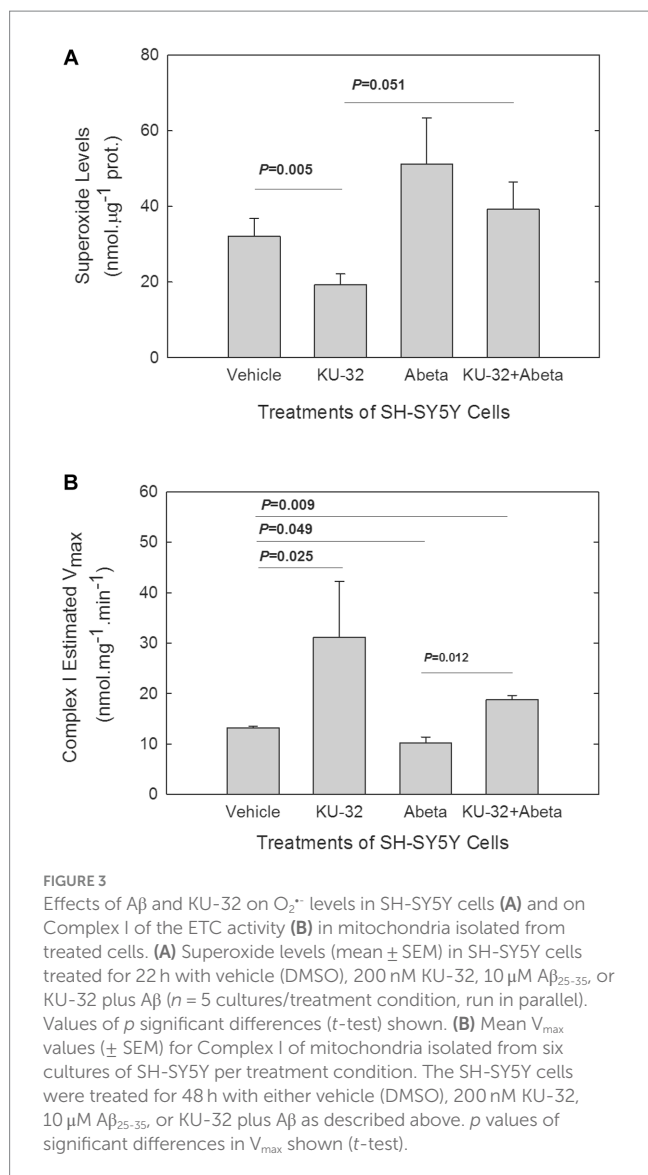 A
80
60
40
20
0
Superoxide Levels
(nmol.µg⁻¹ prot.)
P=0.051
P=0.005
Vehicle KU-32 Abeta KU-32+Abeta
Treatments of SH-SY5Y Cells
B
60
50
40
30
20
10
0
Complex I Estimated Vmax
(nmol.mg⁻¹.min⁻¹)
P=0.009
P=0.049
P=0.025
P=0.012
Vehicle KU-32 Abeta KU-32+Abeta
Treatments of SH-SY5Y Cells
FIGURE 3
Effects of Aβ and KU-32 on O₂•⁻ levels in SH-SY5Y cells (A) and on
Complex I of the ETC activity (B) in mitochondria isolated from
treated cells. (A) Superoxide levels (mean ± SEM) in SH-SY5Y cells
treated for 22 h with vehicle (DMSO), 200 nM KU-32, 10 μM Aβ₂₅₋₃₅, or
KU-32 plus Aβ (n = 5 cultures/treatment condition, run in parallel).
Values of p significant differences (t-test) shown. (B) Mean Vmax
values (± SEM) for Complex I of mitochondria isolated from six
cultures of SH-SY5Y per treatment condition. The SH-SY5Y cells
were treated for 48 h with either vehicle (DMSO), 200 nM KU-32,
10 μM Aβ₂₅₋₃₅, or KU-32 plus Aβ as described above. p values of
significant differences in Vmax shown (t-test).